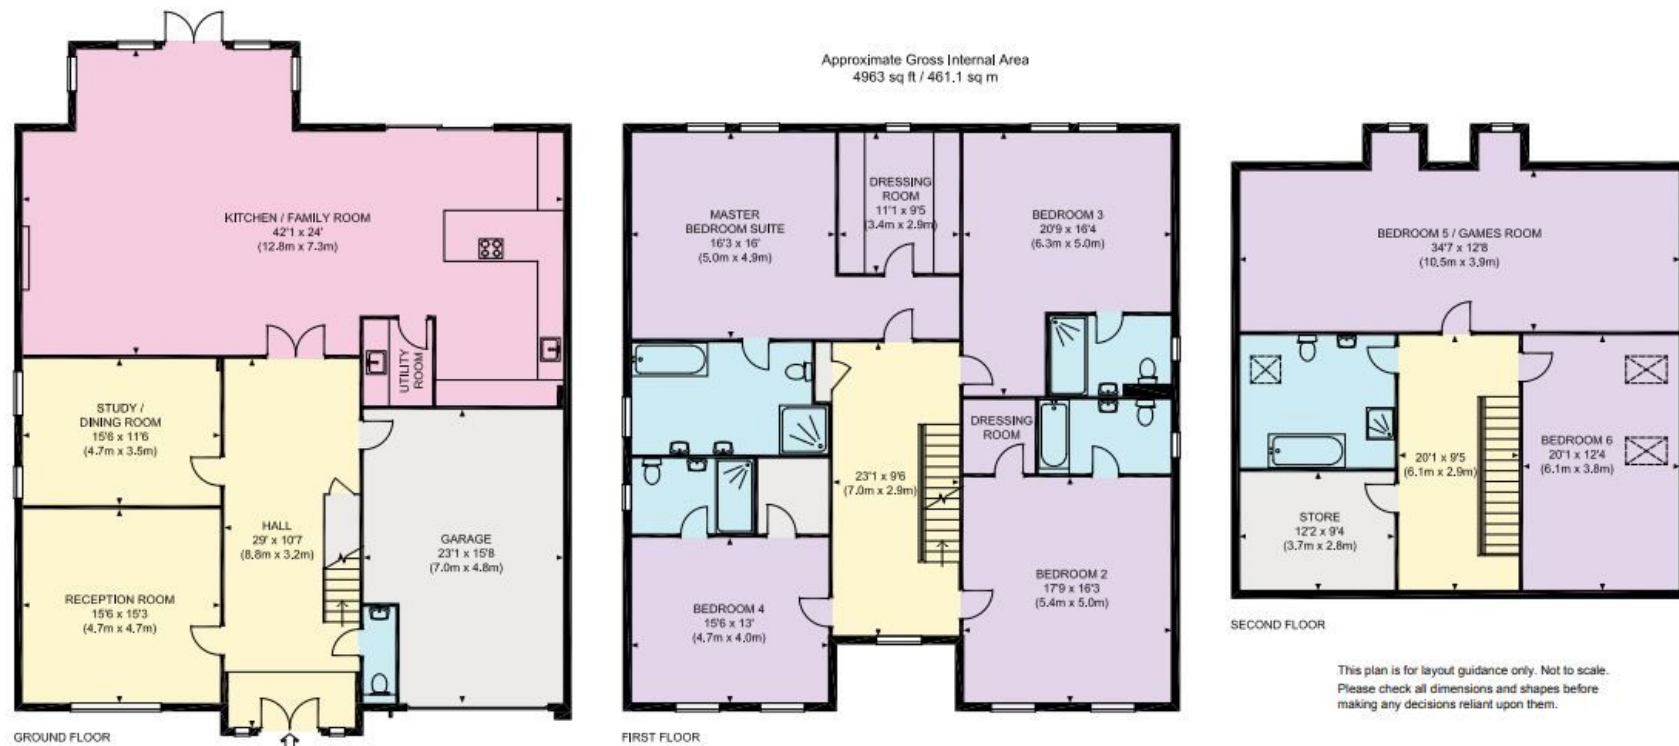 Approximate Gross Internal Area
4963 sq ft / 461.1 sq m
KITCHEN / FAMILY ROOM
42'1 x 24'
(12.8m x 7.3m)
UTILITY
ROOM
STUDY /
DINING ROOM
15'6 x 11'6
(4.7m x 3.5m)
HALL
29' x 10'7
(8.8m x 3.2m)
GARAGE
23'1 x 15'8
(7.0m x 4.8m)
RECEPTION ROOM
15'6 x 15'3
(4.7m x 4.7m)
GROUND FLOOR
MASTER
BEDROOM SUITE
16'3 x 16'
(5.0m x 4.9m)
DRESSING
ROOM
11'1 x 9'5
(3.4m x 2.9m)
BEDROOM 3
20'9 x 16'4
(6.3m x 5.0m)
DRESSING
ROOM
23'1 x 9'6
(7.0m x 2.9m)
BEDROOM 4
15'6 x 13'
(4.7m x 4.0m)
BEDROOM 2
17'9 x 16'3
(5.4m x 5.0m)
FIRST FLOOR
BEDROOM 5 / GAMES ROOM
34'7 x 12'8
(10.5m x 3.9m)
BEDROOM 6
20'1 x 12'4
(6.1m x 3.8m)
20'1 x 9'5
(6.1m x 2.9m)
STORE
12'2 x 9'4
(3.7m x 2.8m)
SECOND FLOOR
This plan is for layout guidance only. Not to scale.
Please check all dimensions and shapes before
making any decisions reliant upon them.